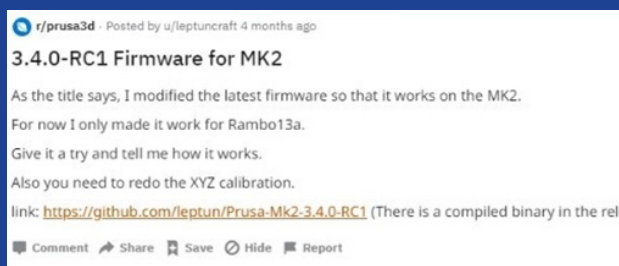 r/prusa3d · Posted by u/leptuncraft 4 months ago
3.4.0-RC1 Firmware for MK2
As the title says, I modified the latest firmware so that it works on the MK2.
For now I only made it work for Rambo13a.
Give it a try and tell me how it works.
Also you need to redo the XYZ calibration.
link: https://github.com/leptun/Prusa-Mk2-3.4.0-RC1 (There is a compiled binary in the rel
Comment Share Save Hide Report